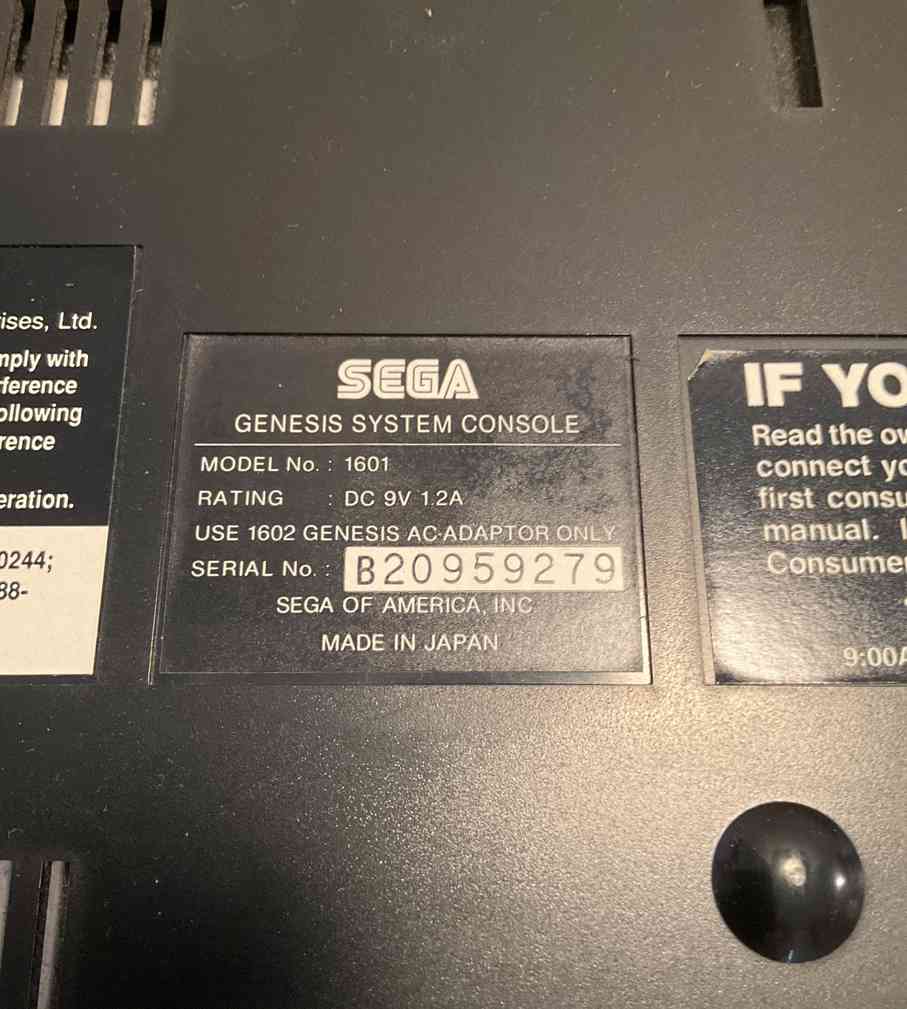 ises, Ltd.
mply with
rference
ollowing
rence
eration.
0244;
88-
SEGA
GENESIS SYSTEM CONSOLE
MODEL No. : 1601
RATING : DC 9V 1.2A
USE 1602 GENESIS AC-ADAPTOR ONLY
SERIAL No. : B20959279
SEGA OF AMERICA, INC
MADE IN JAPAN
IF YO
Read the ow
connect yo
first consu
manual. I
Consumer
9:00A